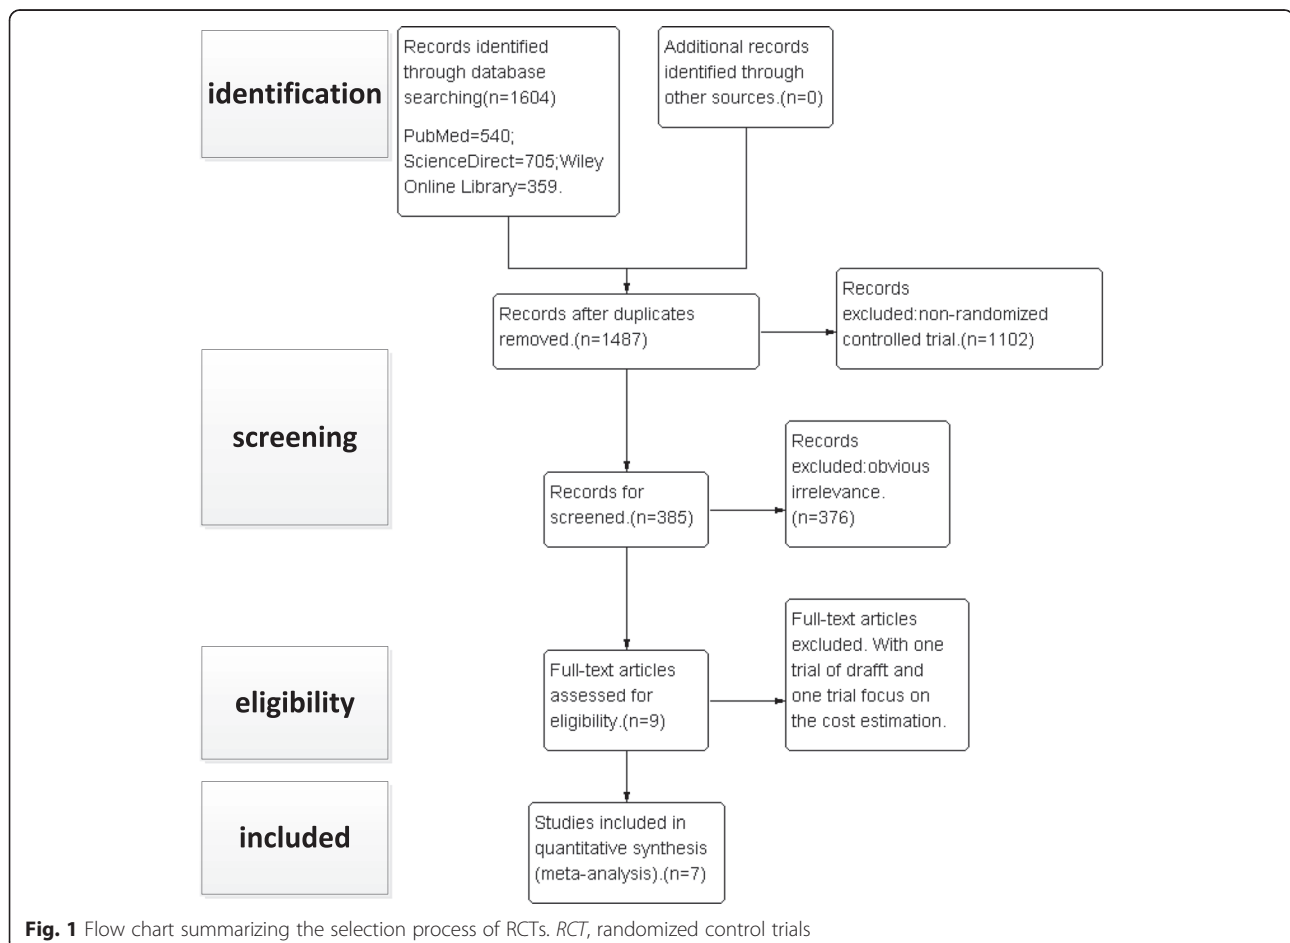 identification
Records identified
through database
searching(n=1604)
PubMed=540;
ScienceDirect=705;Wiley
Online Library=359.
Additional records
identified through
other sources.(n=0)
Records after duplicates
removed.(n=1487)
Records
excluded:non-randomized
controlled trial.(n=1102)
screening
Records for
screened.(n=385)
Records
excluded:obvious
irrelevance.
(n=376)
eligibility
Full-text articles
assessed for
eligibility.(n=9)
Full-text articles
excluded. With one
trial of drafft and
one trial focus on
the cost estimation.
included
Studies included in
quantitative synthesis
(meta-analysis).(n=7)
Fig. 1 Flow chart summarizing the selection process of RCTs. RCT, randomized control trials